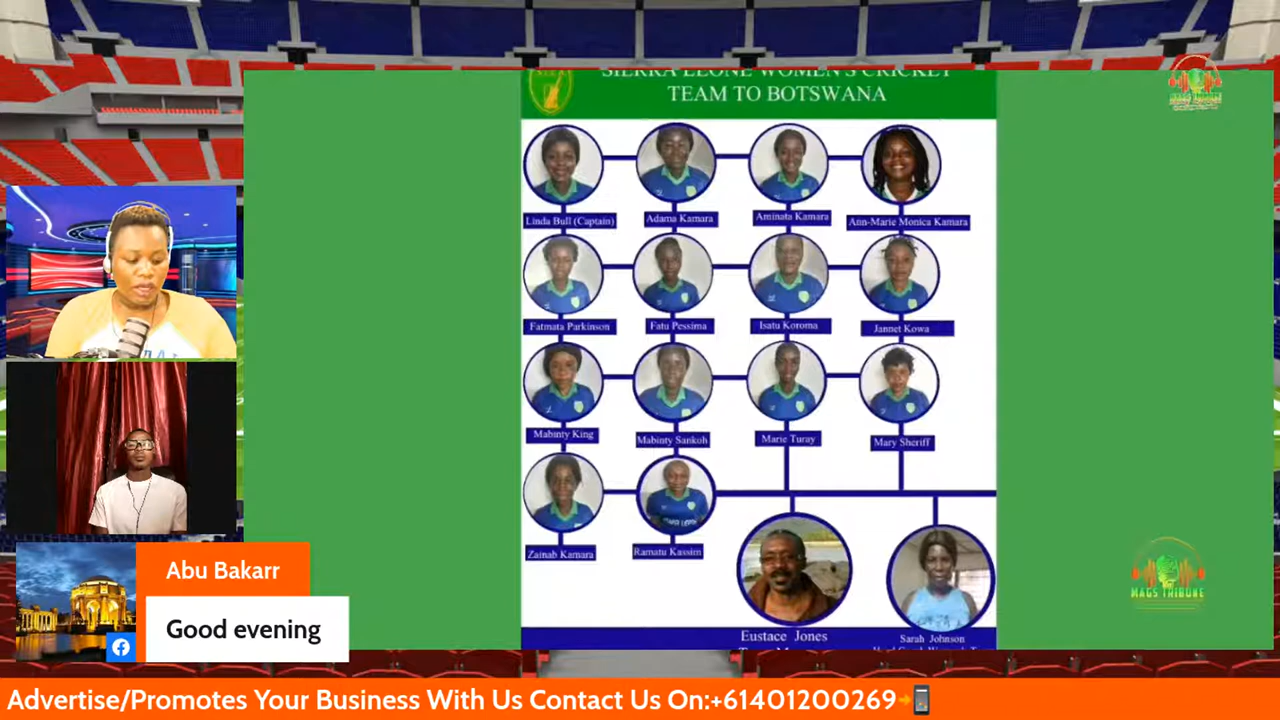 SIERRA LEONE WOMEN'S CRICKET
TEAM TO BOTSWANA
Linda Bull (Captain)
Adama Kamara
Aminata Kamara
Ann-Marie Monica Kamara
Fatmata Parkinson
Fatu Pessima
Isatu Koroma
Jannet Kowa
Mabinty King
Mabinty Sankoh
Marie Turay
Mary Sheriff
Zainab Kamara
Ramatu Kassim
Eustace Jones
Sarah Johnson
MAGS TRIBUNE
MAGS TRIBUNE
Abu Bakarr
Good evening
Advertise/Promotes Your Business With Us Contact Us On:+61401200269